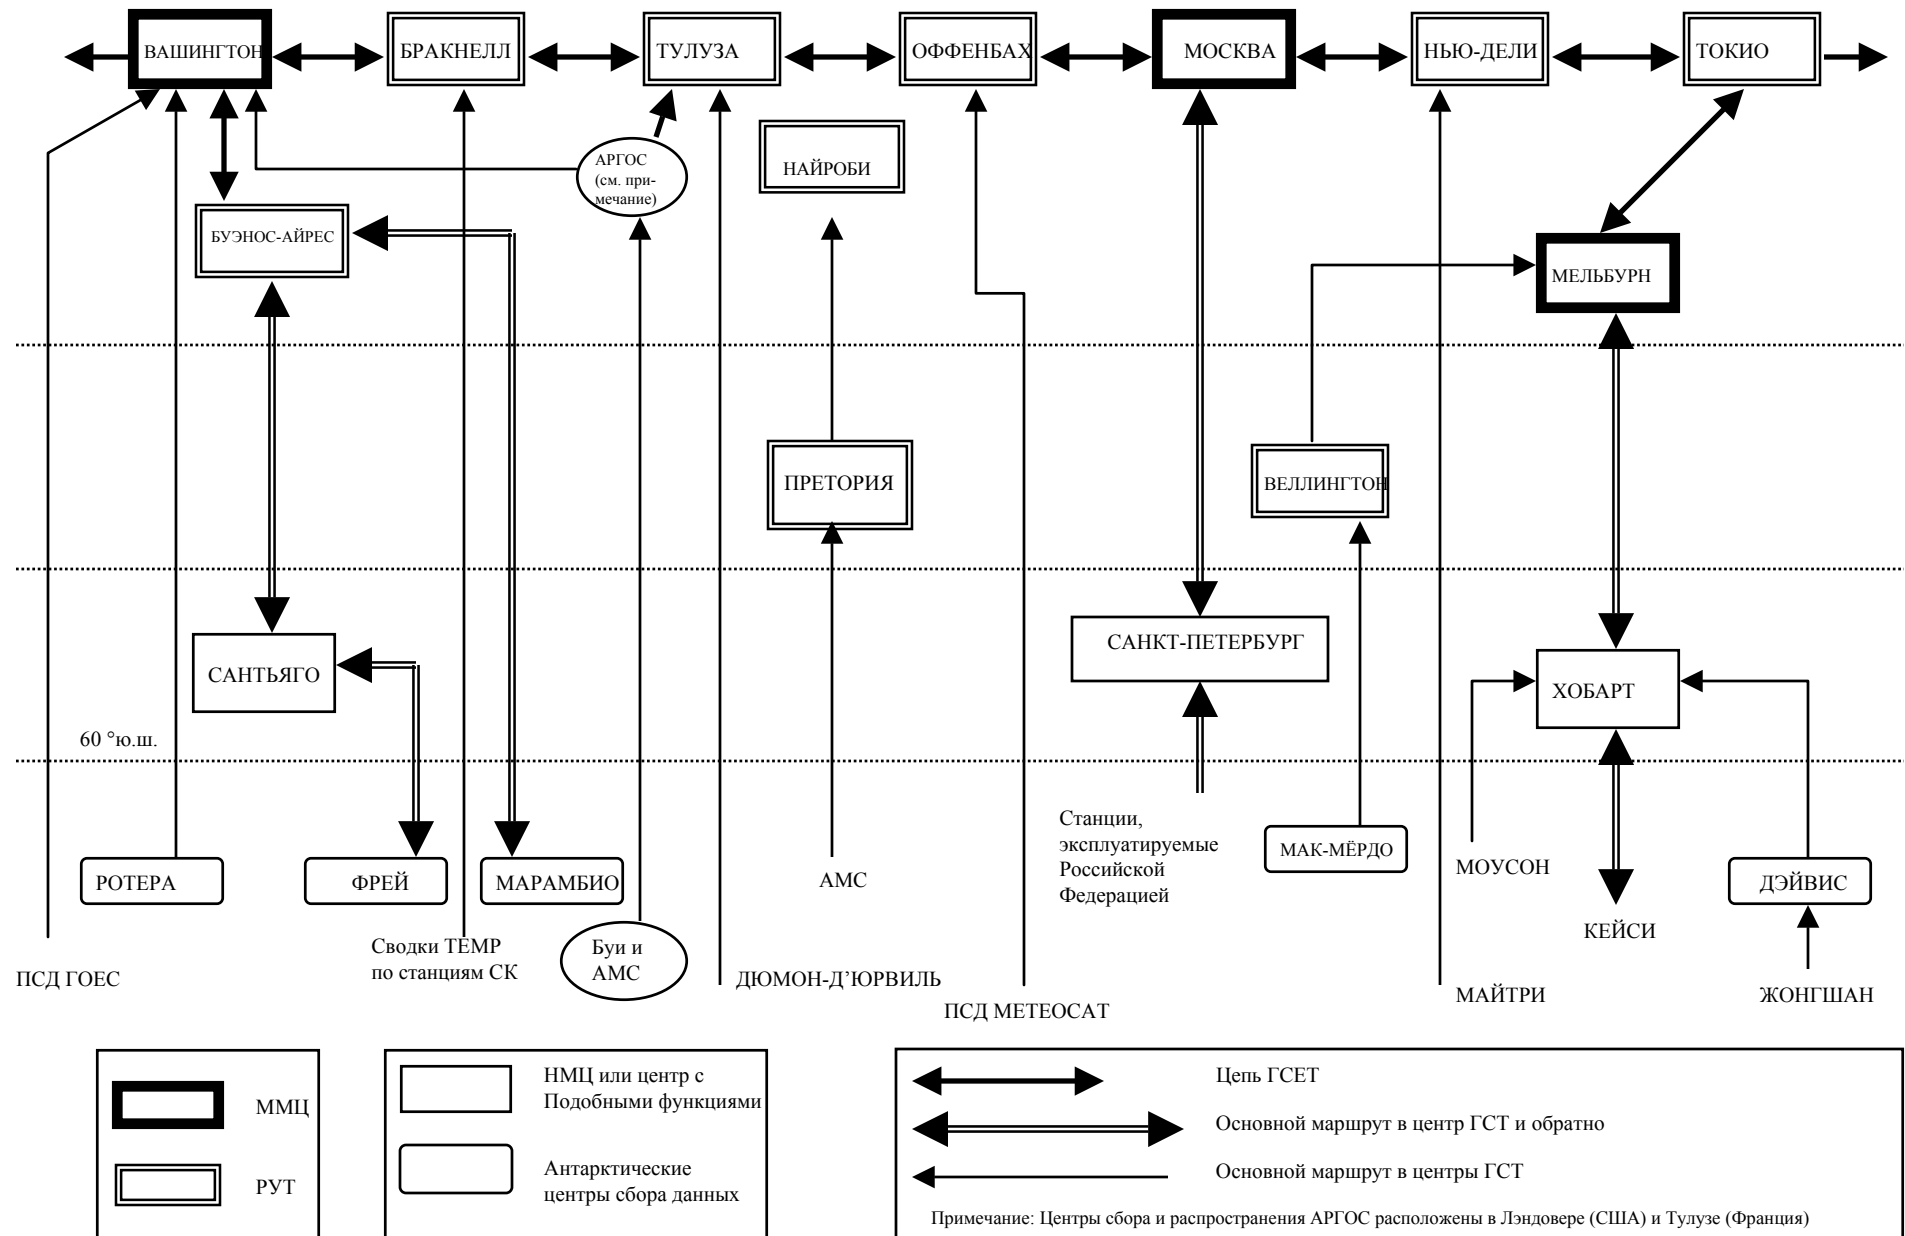 ВАШИНГТОН
БРАКНЕЛЛ
ТУЛУЗА
ОФФЕНБАХ
МОСКВА
НЬЮ-ДЕЛИ
ТОКИО
АРГОС
(см. при-
мечание)
НАЙРОБИ
БУЭНОС-АЙРЕС
МЕЛЬБУРН
ПРЕТОРИЯ
ВЕЛЛИНГТОН
САНТЬЯГО
САНКТ-ПЕТЕРБУРГ
ХОБАРТ
60 °ю.ш.
Станции,
эксплуатируемые
Российской
Федерацией
МАК-МЁРДО
МОУСОН
РОТЕРА
ФРЕЙ
МАРАМБИО
АМС
ДЭЙВИС
КЕЙСИ
Сводки ТЕМР
по станциям СК
Буи и
АМС
ПСД ГОЕС
ДЮМОН-Д’ЮРВИЛЬ
ПСД МЕТЕОСАТ
МАЙТРИ
ЖОНГШАН
ММЦ
РУТ
НМЦ или центр с
Подобными функциями
Антарктические
центры сбора данных
Цепь ГСЕТ
Основной маршрут в центр ГСТ и обратно
Основной маршрут в центры ГСТ
Примечание: Центры сбора и распространения АРГОС расположены в Лэндовере (США) и Тулузе (Франция)